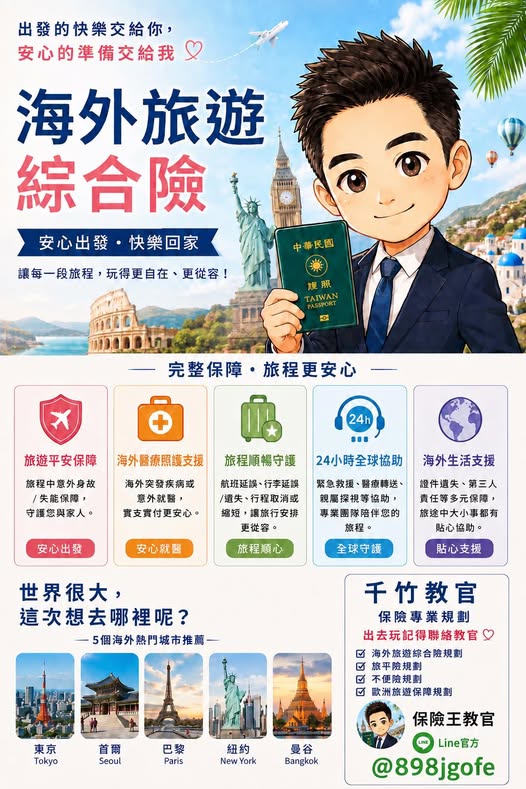 出發的快樂交給你，
安心的準備交給我
海外旅遊
綜合險
安心出發・快樂回家
讓每一段旅程，玩得更自在、更從容！
中華民國
護照
TAIWAN
PASSPORT
完整保障・旅程更安心
旅遊平安保障
旅程中意外身故
/失能保障，
守護您與家人。
安心出發
海外醫療照護支援
海外突發疾病或
意外就醫，
實支實付更安心。
安心就醫
旅程順暢守護
航班延誤、行李延誤
/遺失、行程取消或
縮短，讓旅行安排
更從容。
旅程順心
24h
24小時全球協助
緊急救援、醫療轉送、
親屬探視等協助，
專業團隊陪伴您的
旅程。
全球守護
海外生活支援
證件遺失、第三人
責任等多元保障，
旅途中大小事都有
貼心協助。
貼心支援
世界很大，
這次想去哪裡呢？
5個海外熱門城市推薦
東京
Tokyo
首爾
Seoul
巴黎
Paris
紐約
New York
曼谷
Bangkok
千竹教官
保險專業規劃
出去玩記得聯絡教官
海外旅遊綜合險規劃
旅平險規劃
不便險規劃
歐洲旅遊保障規劃
保險王教官
LINE
Line官方
@898jgofe